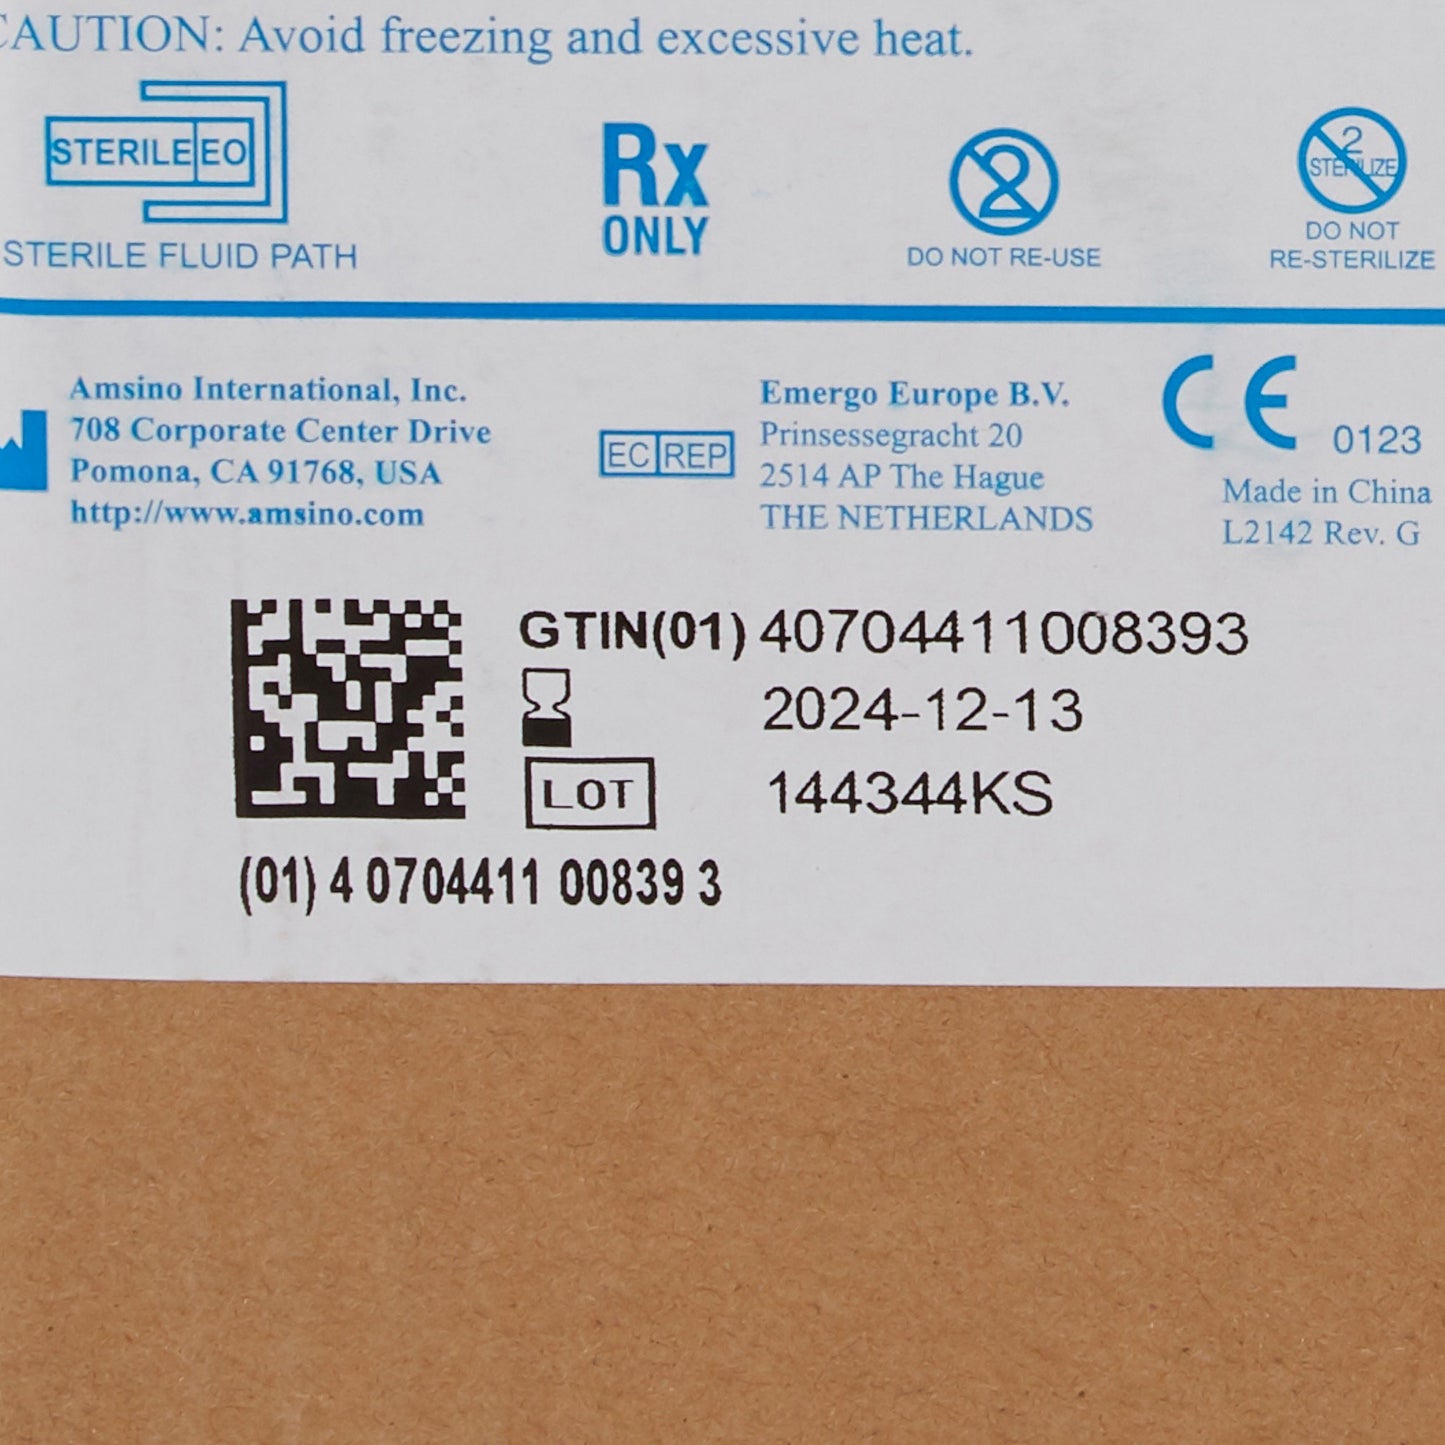 CAUTION: Avoid freezing and excessive heat.
STERILE EO
STERILE FLUID PATH
Rx
ONLY
2
DO NOT RE-USE
2
STERILIZE
DO NOT
RE-STERILIZE
Amsino International, Inc.
708 Corporate Center Drive
Pomona, CA 91768, USA
http://www.amsino.com
EC REP
Emergo Europe B.V.
Prinsessegracht 20
2514 AP The Hague
THE NETHERLANDS
CE 0123
Made in China
L2142 Rev. G
GTIN(01) 40704411008393
2024-12-13
LOT 144344KS
(01) 4 0704411 00839 3